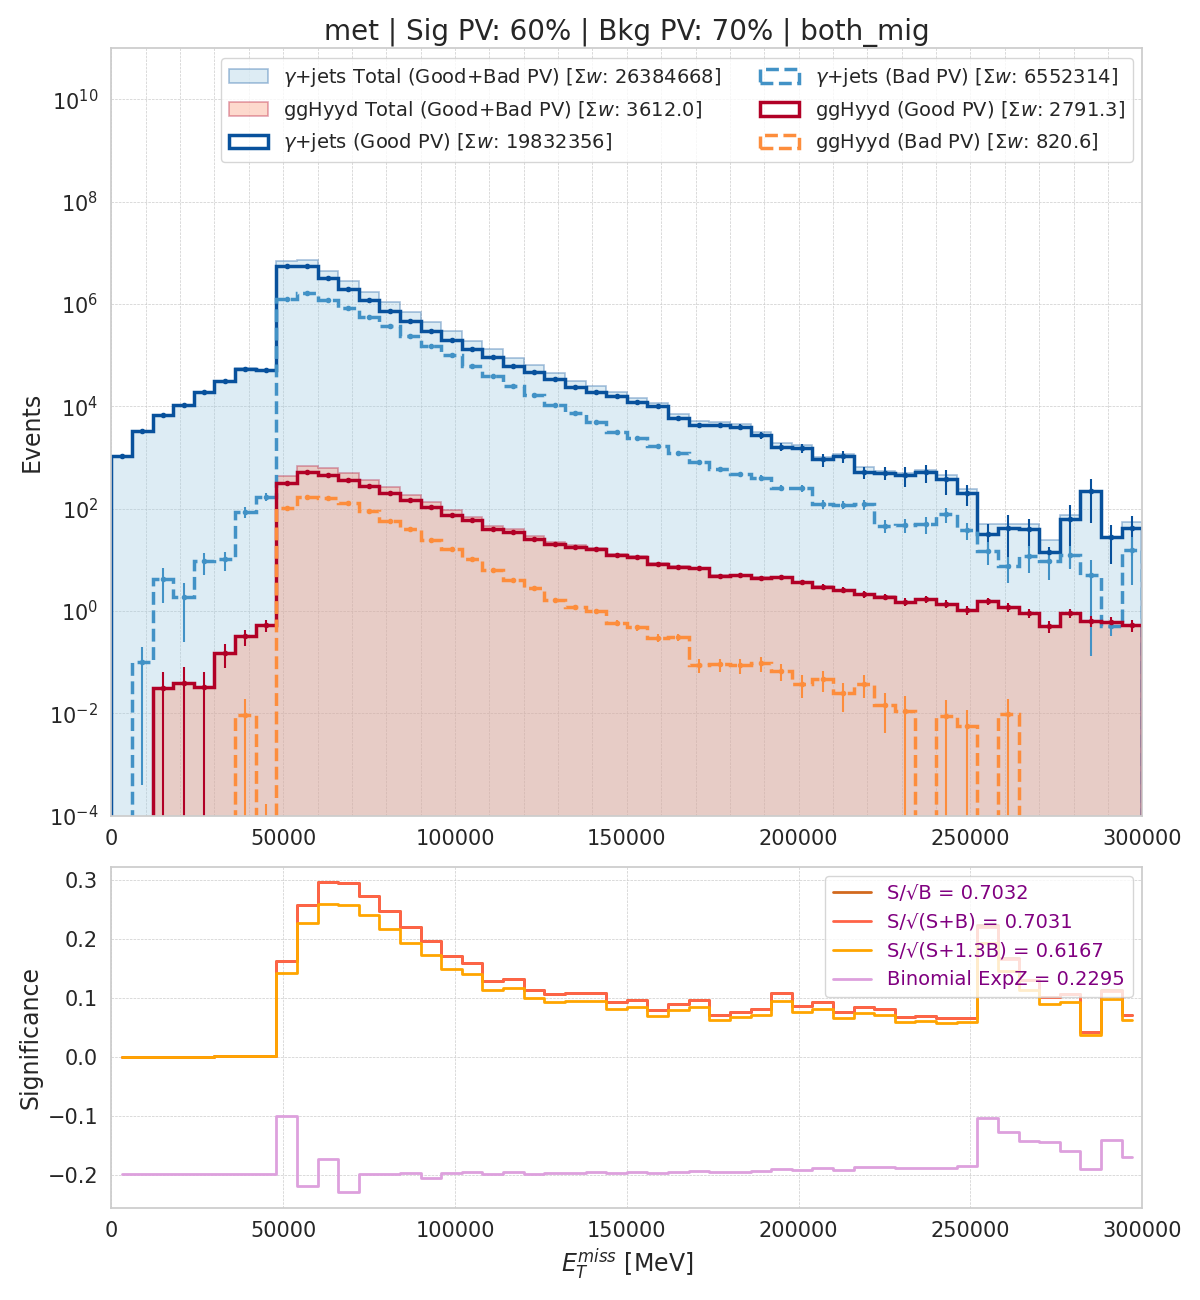 met | Sig PV: 60% | Bkg PV: 70% | both_mig
γ+jets Total (Good+Bad PV) [Σw: 26384668]
ggHyyd Total (Good+Bad PV) [Σw: 3612.0]
γ+jets (Good PV) [Σw: 19832356]
γ+jets (Bad PV) [Σw: 6552314]
ggHyyd (Good PV) [Σw: 2791.3]
ggHyyd (Bad PV) [Σw: 820.6]
Events
10^10
10^8
10^6
10^4
10^2
10^0
10^−2
10^−4
0 50000 100000 150000 200000 250000 300000
S/√B = 0.7032
S/√(S+B) = 0.7031
S/√(S+1.3B) = 0.6167
Binomial ExpZ = 0.2295
Significance
0.3
0.2
0.1
0.0
−0.1
−0.2
0 50000 100000 150000 200000 250000 300000
E_T^miss [MeV]